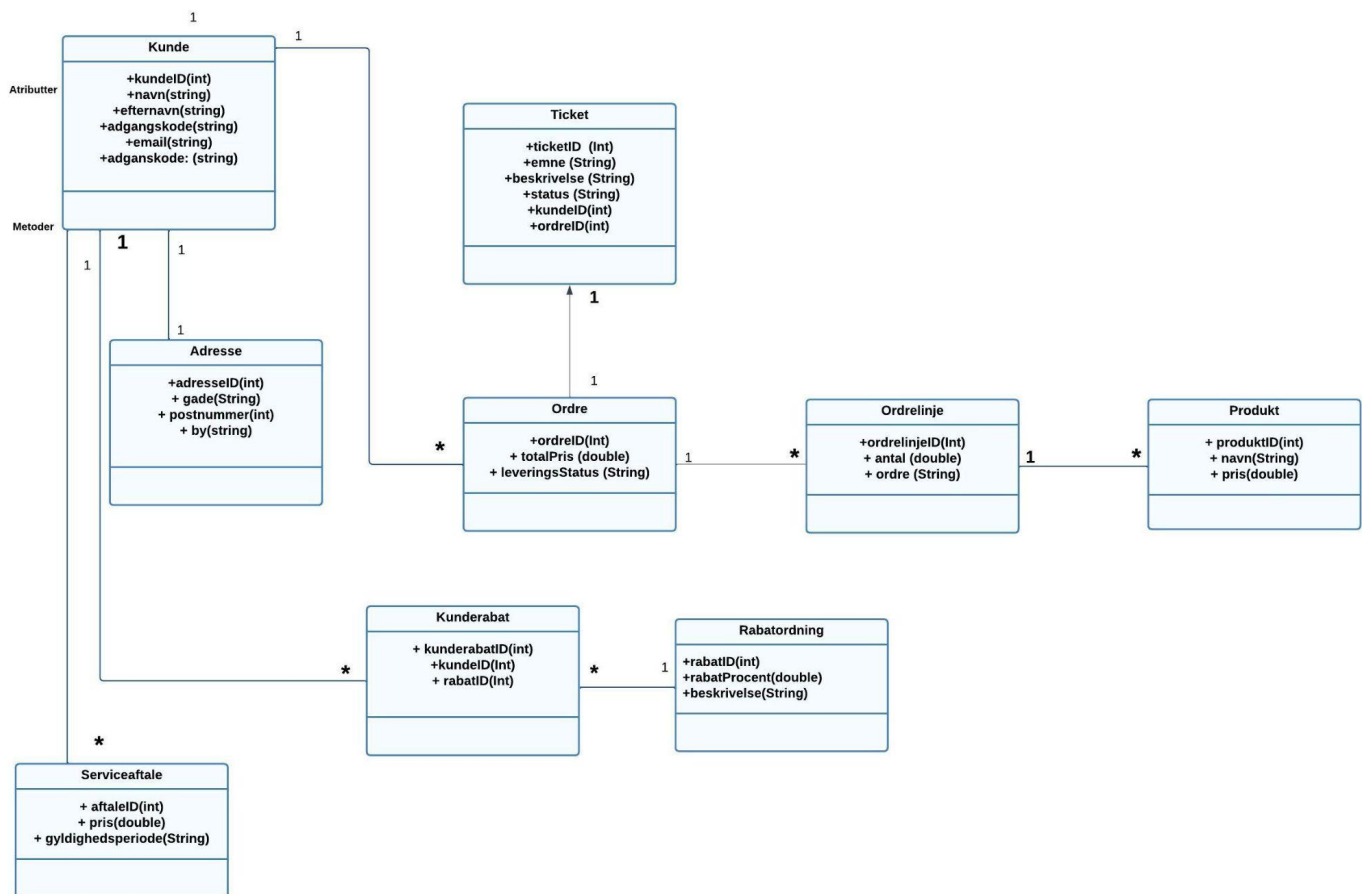 1
1
Kunde
Atributter
+kundeID(int)
+navn(string)
+efternavn(string)
+adgangskode(string)
+email(string)
+adganskode: (string)
Metoder
1
1
1
1
Ticket
+ticketID (Int)
+emne (String)
+beskrivelse (String)
+status (String)
+kundeID(int)
+ordreID(int)
1
1
Adresse
+adresseID(int)
+ gade(String)
+ postnummer(int)
+ by(string)
*
Ordre
+ordreID(Int)
+ totalPris (double)
+ leveringsStatus (String)
1
*
Ordrelinje
+ordrelinjeID(Int)
+ antal (double)
+ ordre (String)
1
*
Produkt
+ produktID(int)
+ navn(String)
+ pris(double)
*
Kunderabat
+ kunderabatID(int)
+kundeID(Int)
+ rabatID(Int)
*
1
Rabatordning
+rabatID(int)
+rabatProcent(double)
+beskrivelse(String)
*
Serviceaftale
+ aftaleID(int)
+ pris(double)
+ gyldighedsperiode(String)